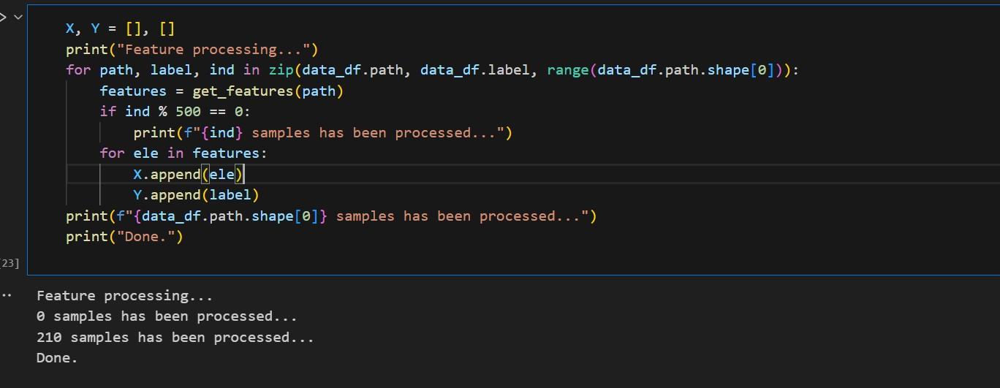 X, Y = [], []
print("Feature processing...")
for path, label, ind in zip(data_df.path, data_df.label, range(data_df.path.shape[0])):
    features = get_features(path)
    if ind % 500 == 0:
        print(f"{ind} samples has been processed...")
    for ele in features:
        X.append(ele)
        Y.append(label)
print(f"{data_df.path.shape[0]} samples has been processed...")
print("Done.")
[23]
Feature processing...
0 samples has been processed...
210 samples has been processed...
Done.